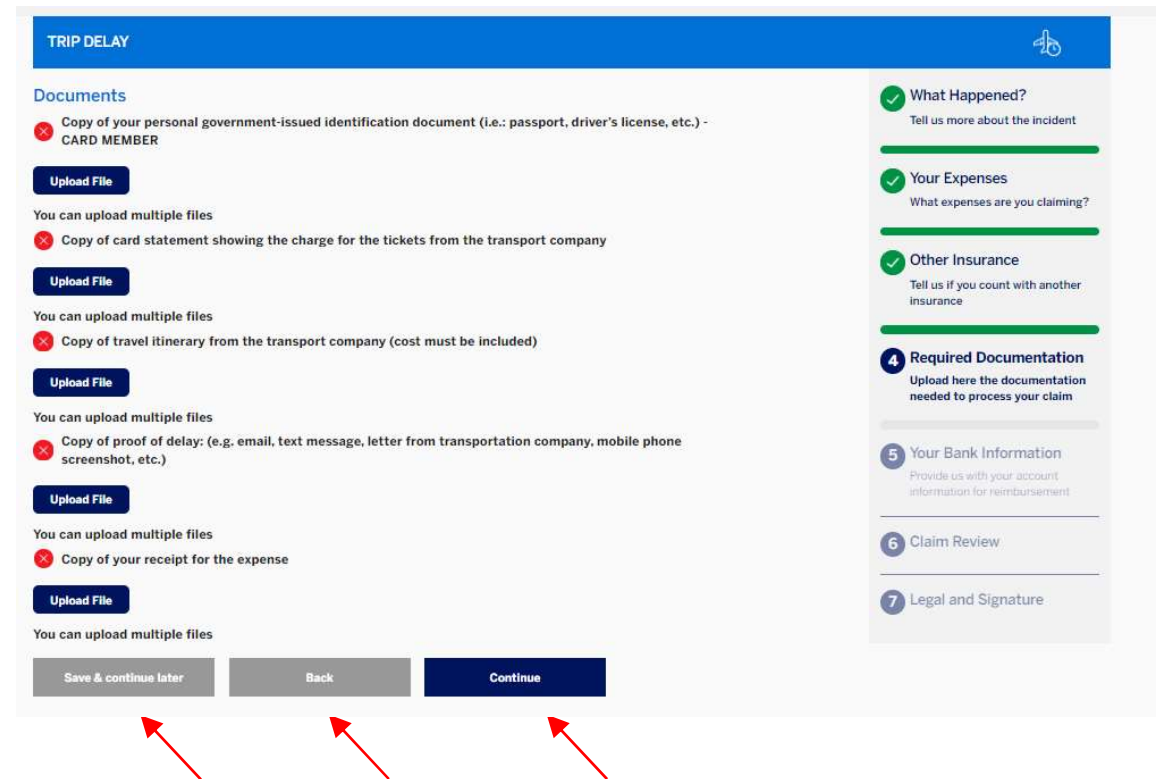 TRIP DELAY
Documents
Copy of your personal government-issued identification document (i.e.: passport, driver's license, etc.) -
CARD MEMBER
Upload File
You can upload multiple files
Copy of card statement showing the charge for the tickets from the transport company
Upload File
You can upload multiple files
Copy of travel itinerary from the transport company (cost must be included)
Upload File
You can upload multiple files
Copy of proof of delay: (e.g. email, text message, letter from transportation company, mobile phone
screenshot, etc.)
Upload File
You can upload multiple files
Copy of your receipt for the expense
Upload File
You can upload multiple files
Save & continue later
Back
Continue
What Happened?
Tell us more about the incident
Your Expenses
What expenses are you claiming?
Other Insurance
Tell us if you count with another
insurance
4 Required Documentation
Upload here the documentation
needed to process your claim
5 Your Bank Information
Provide us with your account
information for reimbursement
6 Claim Review
7 Legal and Signature